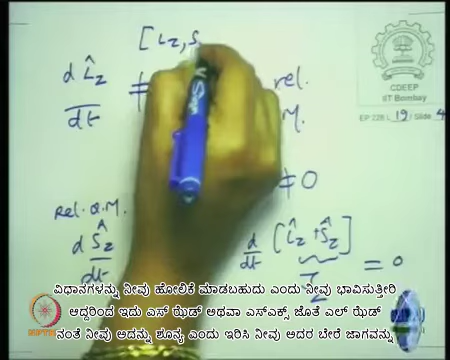 [L_z, S
d L̂_z
dt
≠
rel.
M.
CDEEP
IIT Bombay
EP 228 L 19 / Slide 4
≠ 0
rel. Q.M.
d Ŝ_z
dt
d/dt [L̂_z + Ŝ_z] = 0
ವಿಧಾನಗಳನ್ನು ನೀವು ಹೋಲಿಕೆ ಮಾಡಬಹುದು ಎಂದು ನೀವು ಭಾವಿಸುತ್ತೀರಿ
ಆದ್ದರಿಂದ ಇದು ಎಸ್ ಝೆಡ್ ಅಥವಾ ಎಸ್ಎಕ್ಸ್ ಜೊತೆ ಎಲ್ ಝೆಡ್
ನಂತೆ ನೀವು ಅದನ್ನು ಶೂನ್ಯ ಎಂದು ಇರಿಸಿ ನೀವು ಅದರ ಬೇರೆ ಜಾಗವನ್ನು